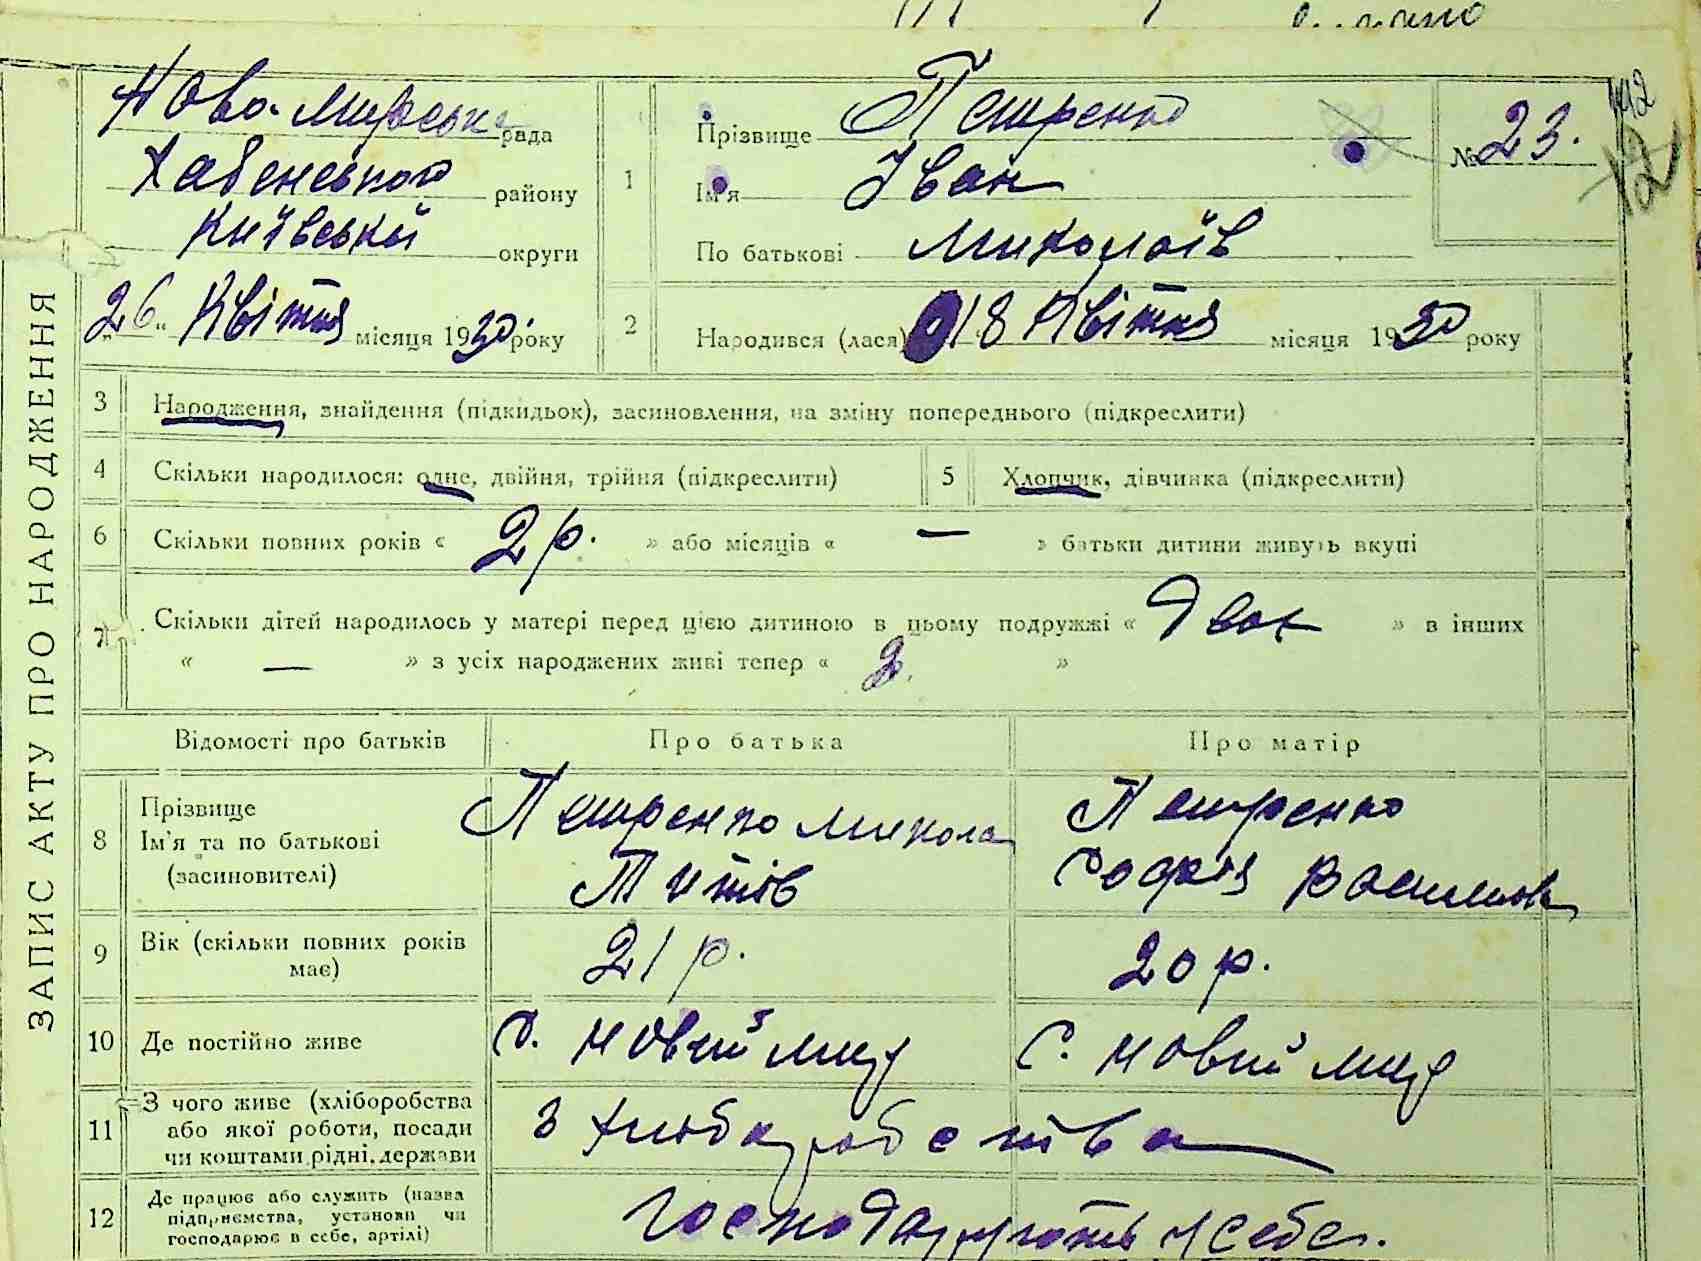 ЗАПИС АКТУ ПРО НАРОДЖЕННЯ
Ново-Мирська рада
Хабенського району
Київської округи
„26„ Квітня місяця 1930 року
1 Прізвище Петренко
Ім'я Іван
По батькові Миколаїв
№ 23.
142
2 Народився (лася) 18 Квітня місяця 1930 року
3 Народження, знайдення (підкидьок), засиновлення, на зміну попереднього (підкреслити)
4 Скільки народилося: одне, двійня, трійня (підкреслити) 5 Хлопчик, дівчинка (підкреслити)
6 Скільки повних років « 2 р. » або місяців « — » батьки дитини живуть вкупі
7 Скільки дітей народилось у матері перед цією дитиною в цьому подружжі « » в інших
« — » з усіх народжених живі тепер « 2. »
Відомості про батьків Про батька Про матір
8 Прізвище
Ім'я та по батькові
(засиновителі)
Петренко Микола
Титів
Петренко
Софія Василівна
9 Вік (скільки повних років
має)
21 р. 20 р.
10 Де постійно живе с. Новий Мир с. Новий Мир
11 З чого живе (хліборобства
або якої роботи, посади
чи коштами рідні, держави
З хліборобства
12 Де працює або служить (назва
підприємства, установи чи
господарює в себе, артілі)
Господарюють у себе.